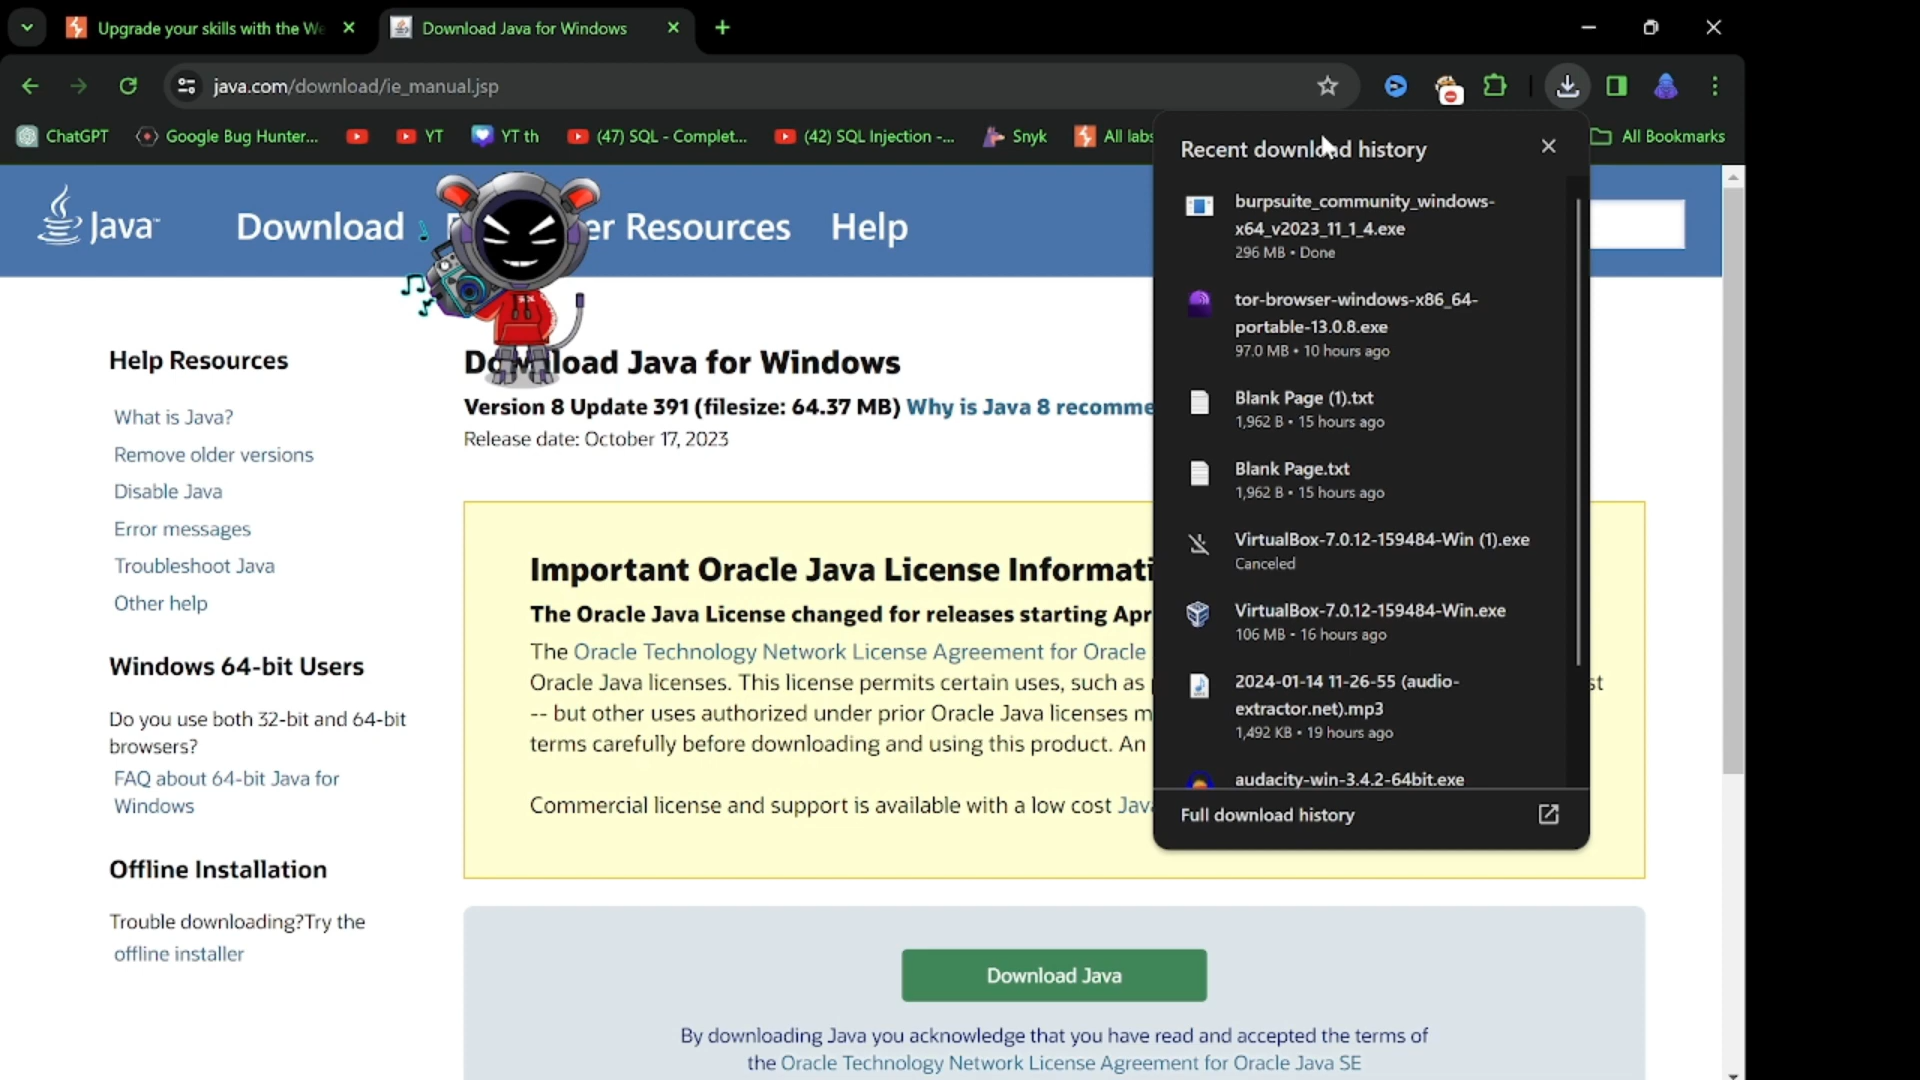 Upgrade your skills with the We
Download Java for Windows
java.com/download/ie_manual.jsp
ChatGPT
Google Bug Hunter...
YT
YT th
(47) SQL - Complet...
(42) SQL Injection -...
Snyk
All labs
All Bookmarks
Java™
Download
er Resources
Help
Help Resources
What is Java?
Remove older versions
Disable Java
Error messages
Troubleshoot Java
Other help
Windows 64-bit Users
Do you use both 32-bit and 64-bit
browsers?
FAQ about 64-bit Java for
Windows
Offline Installation
Trouble downloading?Try the
offline installer
Download Java for Windows
Version 8 Update 391 (filesize: 64.37 MB) Why is Java 8 recomme
Release date: October 17, 2023
Important Oracle Java License Informati
The Oracle Java License changed for releases starting Apr
The Oracle Technology Network License Agreement for Oracle
Oracle Java licenses. This license permits certain uses, such as
-- but other uses authorized under prior Oracle Java licenses m
terms carefully before downloading and using this product. An
Commercial license and support is available with a low cost Java
Download Java
By downloading Java you acknowledge that you have read and accepted the terms of
the Oracle Technology Network License Agreement for Oracle Java SE
Recent download history
burpsuite_community_windows-
x64_v2023_11_1_4.exe
296 MB • Done
tor-browser-windows-x86_64-
portable-13.0.8.exe
97.0 MB • 10 hours ago
Blank Page (1).txt
1,962 B • 15 hours ago
Blank Page.txt
1,962 B • 15 hours ago
VirtualBox-7.0.12-159484-Win (1).exe
Canceled
VirtualBox-7.0.12-159484-Win.exe
106 MB • 16 hours ago
2024-01-14 11-26-55 (audio-
extractor.net).mp3
1,492 KB • 19 hours ago
audacity-win-3.4.2-64bit.exe
Full download history